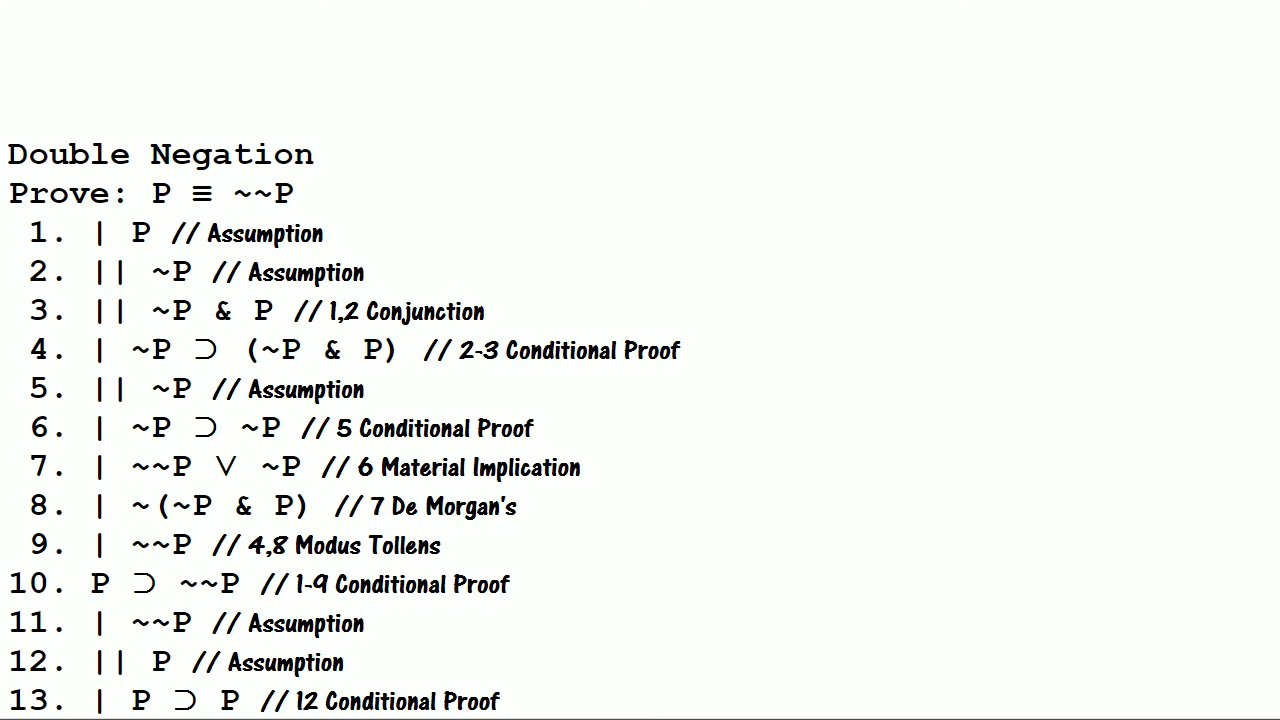 Double Negation
Prove: P ≡ ~~P
1. | P // Assumption
2. || ~P // Assumption
3. || ~P & P // 1,2 Conjunction
4. | ~P ⊃ (~P & P) // 2-3 Conditional Proof
5. || ~P // Assumption
6. | ~P ⊃ ~P // 5 Conditional Proof
7. | ~~P ∨ ~P // 6 Material Implication
8. | ~(~P & P) // 7 De Morgan's
9. | ~~P // 4,8 Modus Tollens
10. P ⊃ ~~P // 1-9 Conditional Proof
11. | ~~P // Assumption
12. || P // Assumption
13. | P ⊃ P // 12 Conditional Proof